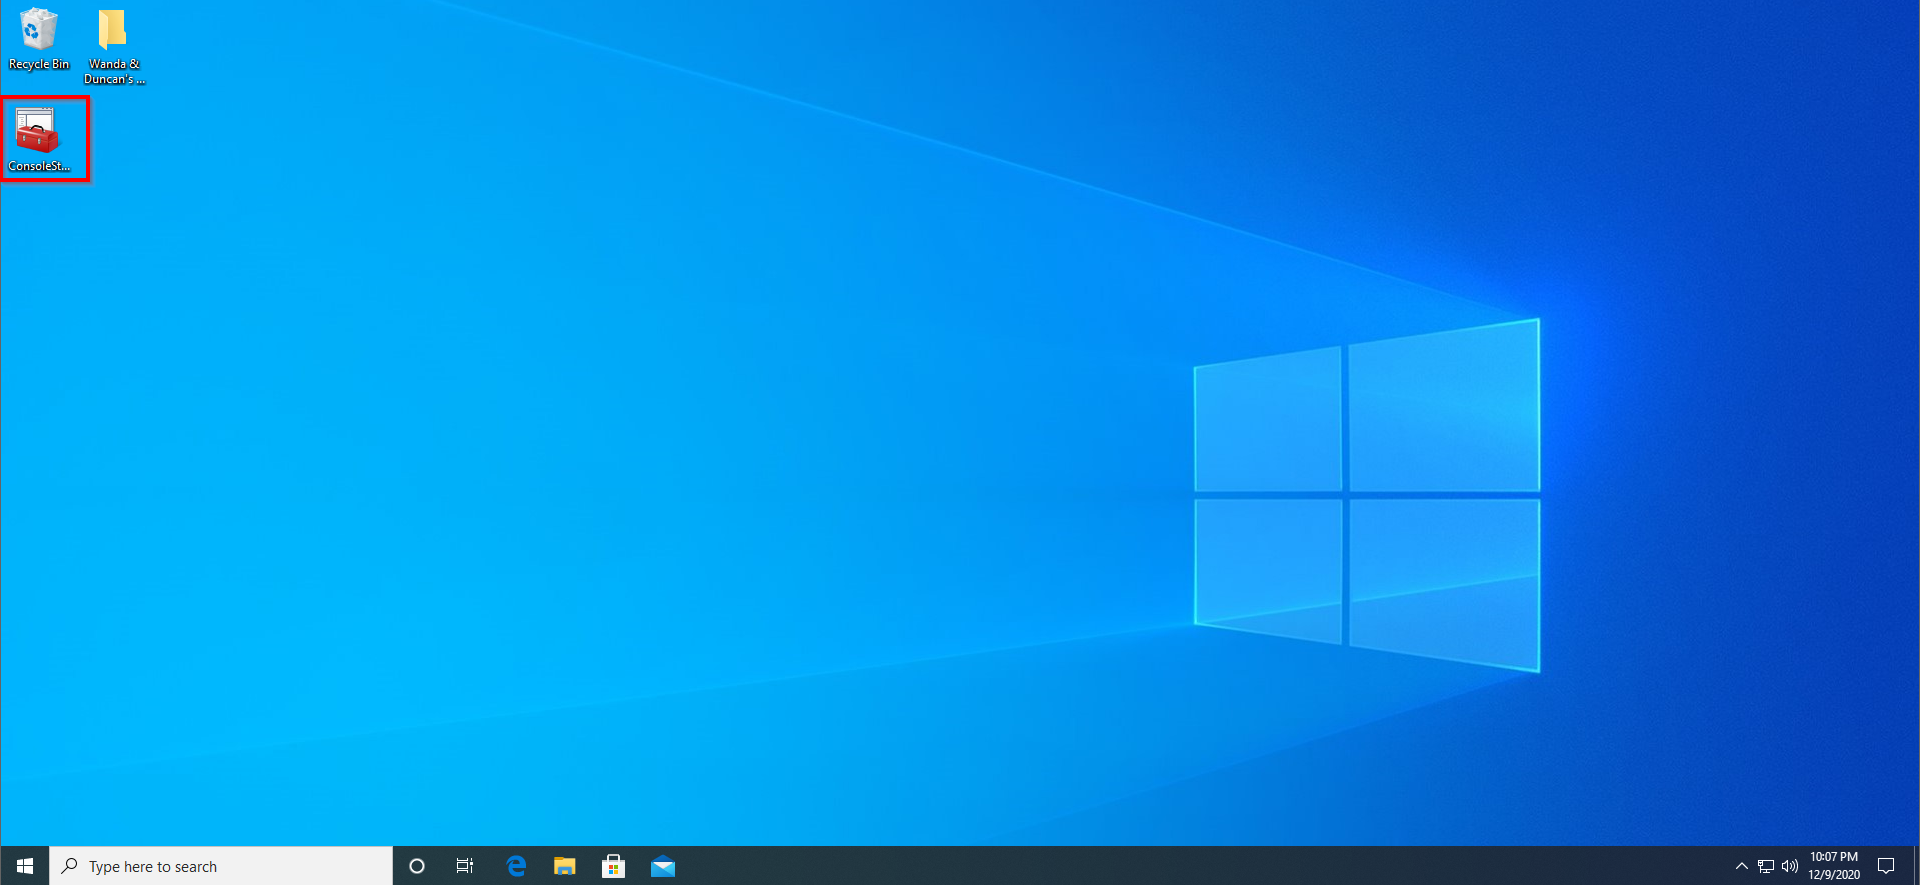 Recycle Bin
Wanda &
Duncan's ...
ConsoleSt...
Type here to search
10:07 PM
12/9/2020